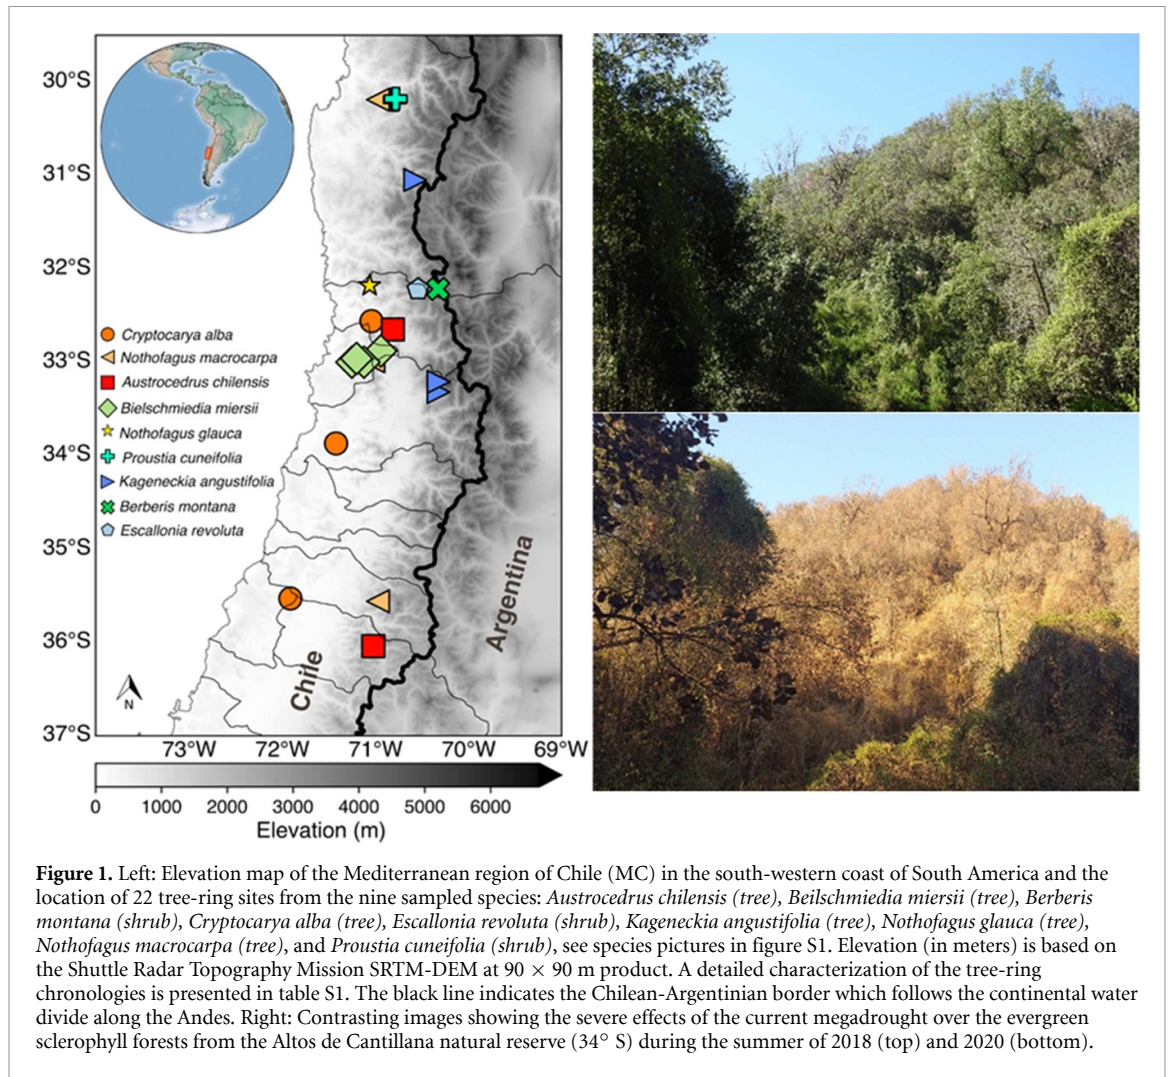 30°S
31°S
32°S
33°S
34°S
35°S
36°S
37°S
Cryptocarya alba
Nothofagus macrocarpa
Austrocedrus chilensis
Bielschmiedia miersii
Nothofagus glauca
Proustia cuneifolia
Kageneckia angustifolia
Berberis montana
Escallonia revoluta
Argentina
Chile
N
73°W 72°W 71°W 70°W 69°W
0 1000 2000 3000 4000 5000 6000
Elevation (m)
Figure 1. Left: Elevation map of the Mediterranean region of Chile (MC) in the south-western coast of South America and the
location of 22 tree-ring sites from the nine sampled species: Austrocedrus chilensis (tree), Beilschmiedia miersii (tree), Berberis
montana (shrub), Cryptocarya alba (tree), Escallonia revoluta (shrub), Kageneckia angustifolia (tree), Nothofagus glauca (tree),
Nothofagus macrocarpa (tree), and Proustia cuneifolia (shrub), see species pictures in figure S1. Elevation (in meters) is based on
the Shuttle Radar Topography Mission SRTM-DEM at 90 × 90 m product. A detailed characterization of the tree-ring
chronologies is presented in table S1. The black line indicates the Chilean-Argentinian border which follows the continental water
divide along the Andes. Right: Contrasting images showing the severe effects of the current megadrought over the evergreen
sclerophyll forests from the Altos de Cantillana natural reserve (34° S) during the summer of 2018 (top) and 2020 (bottom).